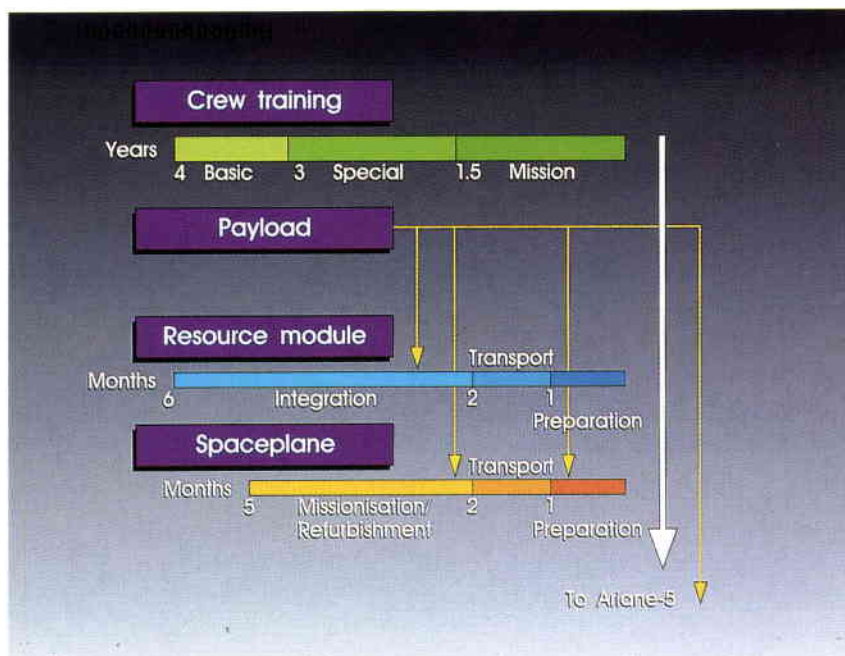 Crew training
Years
4 Basic 3 Special 1.5 Mission
Payload
Resource module
Transport
Months
6 Integration 2 1
Preparation
Spaceplane
Transport
Months
5 Missionisation/ 2 1
Refurbishment Preparation
To Ariane-5